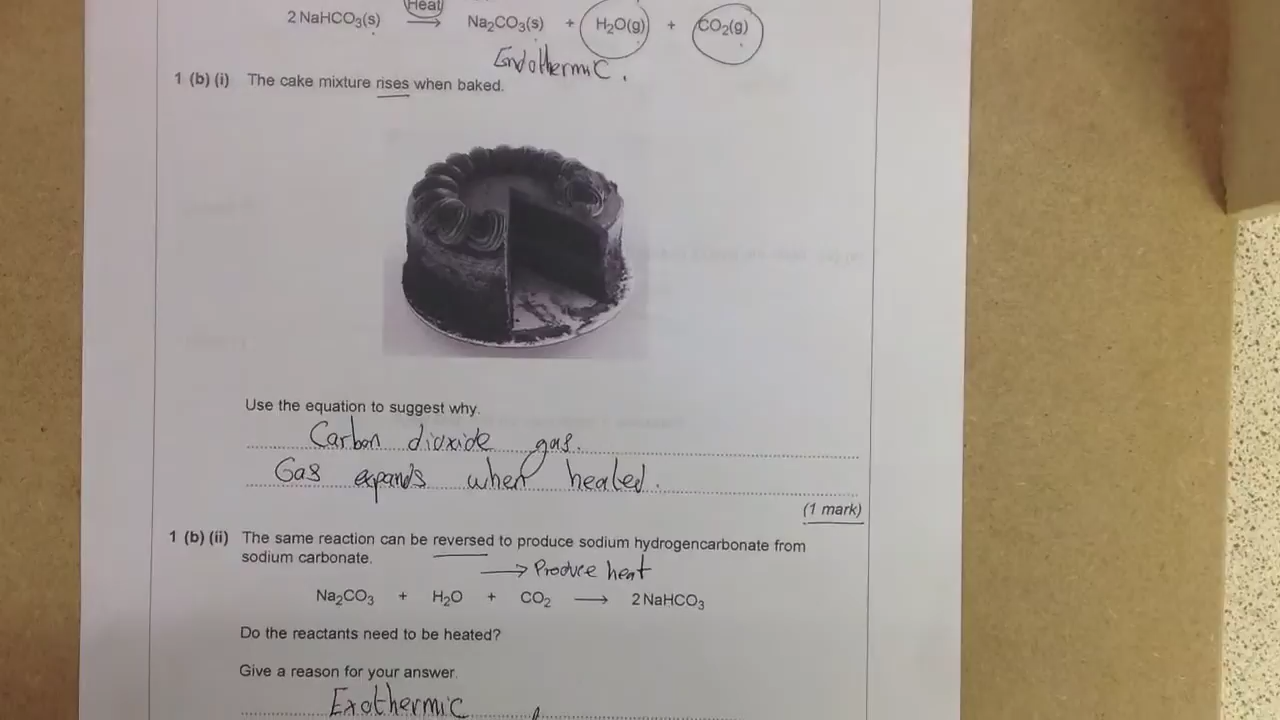 Heat
2 NaHCO₃(s) ⟶ Na₂CO₃(s) + H₂O(g) + CO₂(g)
Endothermic.
1 (b) (i) The cake mixture rises when baked.
Use the equation to suggest why.
Carbon dioxide gas.
Gas expands when heated.
(1 mark)
1 (b) (ii) The same reaction can be reversed to produce sodium hydrogencarbonate from
sodium carbonate.
⟶ Produce heat
Na₂CO₃ + H₂O + CO₂ ⟶ 2 NaHCO₃
Do the reactants need to be heated?
Give a reason for your answer.
Exothermic